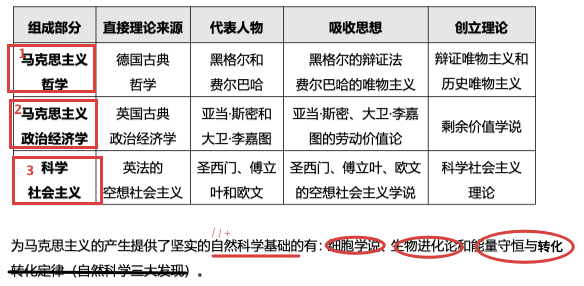 组成部分 直接理论来源 代表人物 吸收思想 创立理论
1 马克思主义 德国古典 黑格尔和 黑格尔的辩证法 辩证唯物主义和
哲学 哲学 费尔巴哈 费尔巴哈的唯物主义 历史唯物主义
2 马克思主义 英国古典 亚当·斯密和 亚当·斯密、大卫·李嘉 剩余价值学说
政治经济学 政治经济学 大卫·李嘉图 图的劳动价值论
3 科学 英法的 圣西门、傅立 圣西门、傅立叶、欧文 科学社会主义
社会主义 空想社会主义 叶和欧文 的空想社会主义学说 理论
为马克思主义的产生提供了坚实的自然科学基础的有：细胞学说、生物进化论和能量守恒与转化
转化定律（自然科学三大发现）。